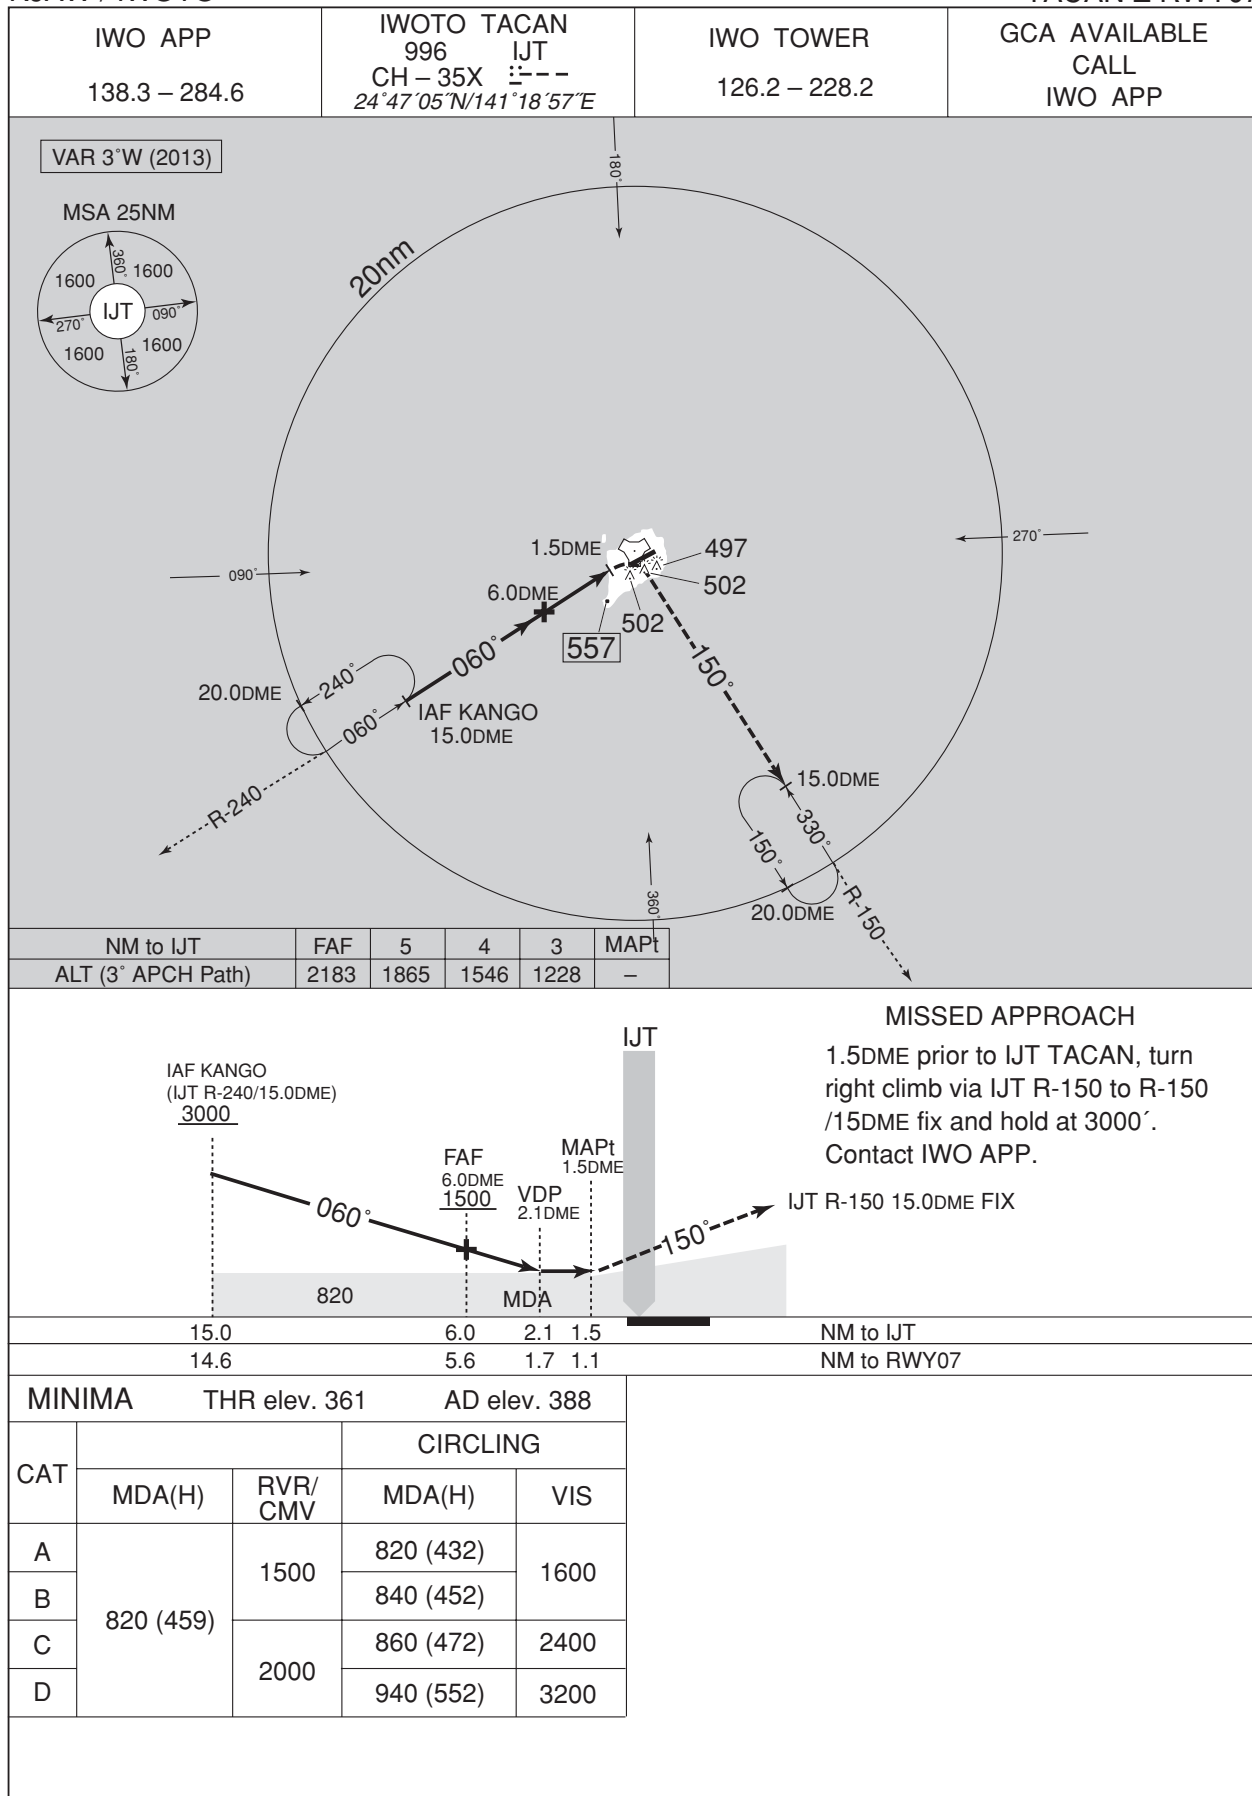 IWO APP
138.3 – 284.6
IWOTO TACAN
996 IJT
CH – 35X
24˚47´05˝N/141˚18´57˝E
IWO TOWER
126.2 – 228.2
GCA AVAILABLE
CALL
IWO APP
VAR 3˚W (2013)
MSA 25NM
360˚
1600 1600
IJT
270˚ 090˚
1600 1600
180˚
180˚
20nm
090˚
270˚
360˚
1.5DME
6.0DME
497
502
502
557
060˚
150˚
20.0DME
240˚
060˚
IAF KANGO
15.0DME
R-240
15.0DME
330˚
150˚
20.0DME
R-150
NM to IJT FAF 5 4 3 MAPt
ALT (3˚ APCH Path) 2183 1865 1546 1228 –
MISSED APPROACH
1.5DME prior to IJT TACAN, turn
right climb via IJT R-150 to R-150
/15DME fix and hold at 3000´.
Contact IWO APP.
IJT
IAF KANGO
(IJT R-240/15.0DME)
3000
060˚
FAF
6.0DME
1500
VDP
2.1DME
MAPt
1.5DME
150˚
IJT R-150 15.0DME FIX
820
MDA
15.0 6.0 2.1 1.5 NM to IJT
14.6 5.6 1.7 1.1 NM to RWY07
MINIMA THR elev. 361 AD elev. 388
CAT
CIRCLING
MDA(H) RVR/CMV MDA(H) VIS
A 820 (459) 1500 820 (432) 1600
B 840 (452)
C 2000 860 (472) 2400
D 940 (552) 3200